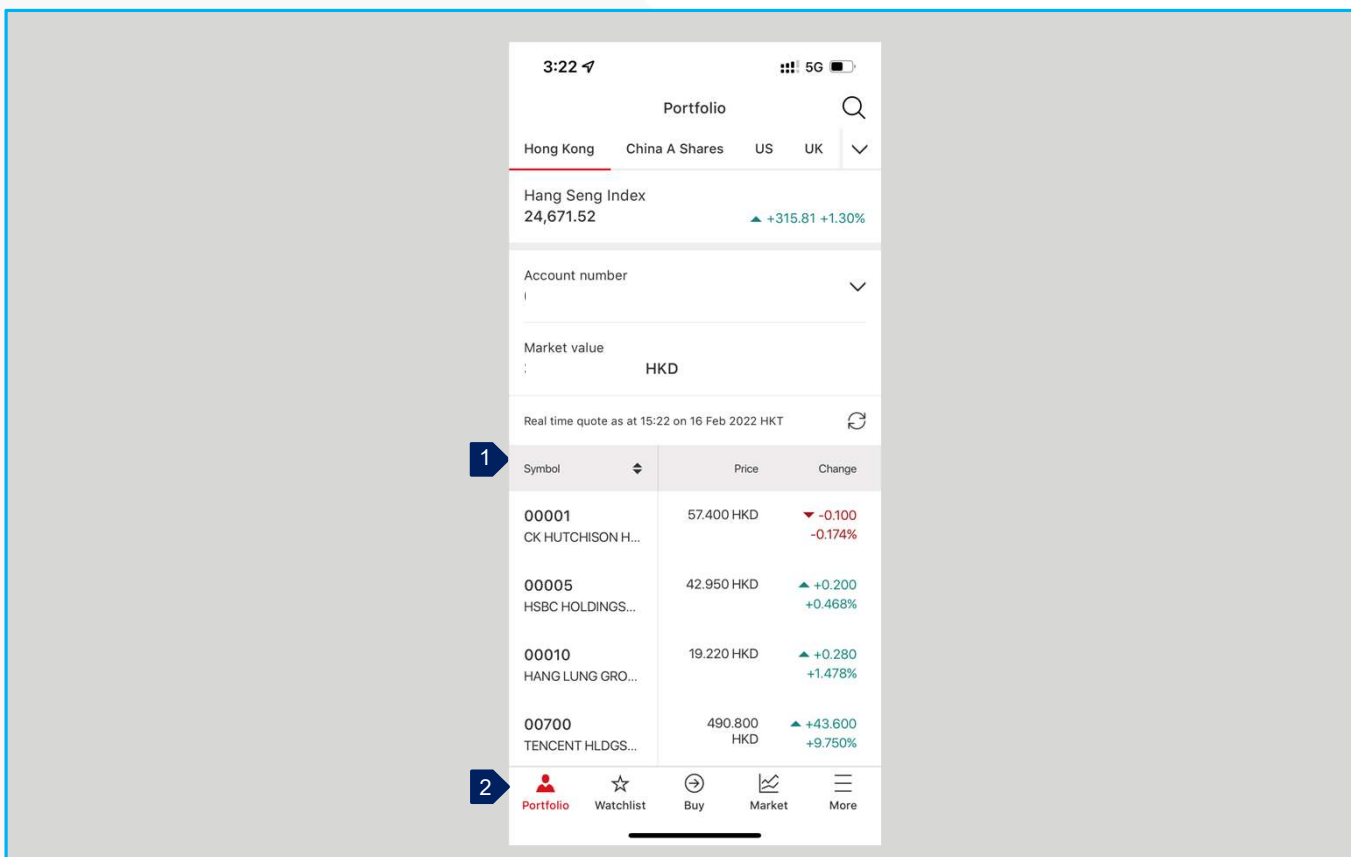 3:22 5G
Portfolio
Hong Kong China A Shares US UK
Hang Seng Index
24,671.52 +315.81 +1.30%
Account number
Market value
HKD
Real time quote as at 15:22 on 16 Feb 2022 HKT
1
Symbol Price Change
00001 57.400 HKD -0.100
CK HUTCHISON H... -0.174%
00005 42.950 HKD +0.200
HSBC HOLDINGS... +0.468%
00010 19.220 HKD +0.280
HANG LUNG GRO... +1.478%
00700 490.800 +43.600
TENCENT HLDGS... HKD +9.750%
2
Portfolio Watchlist Buy Market More